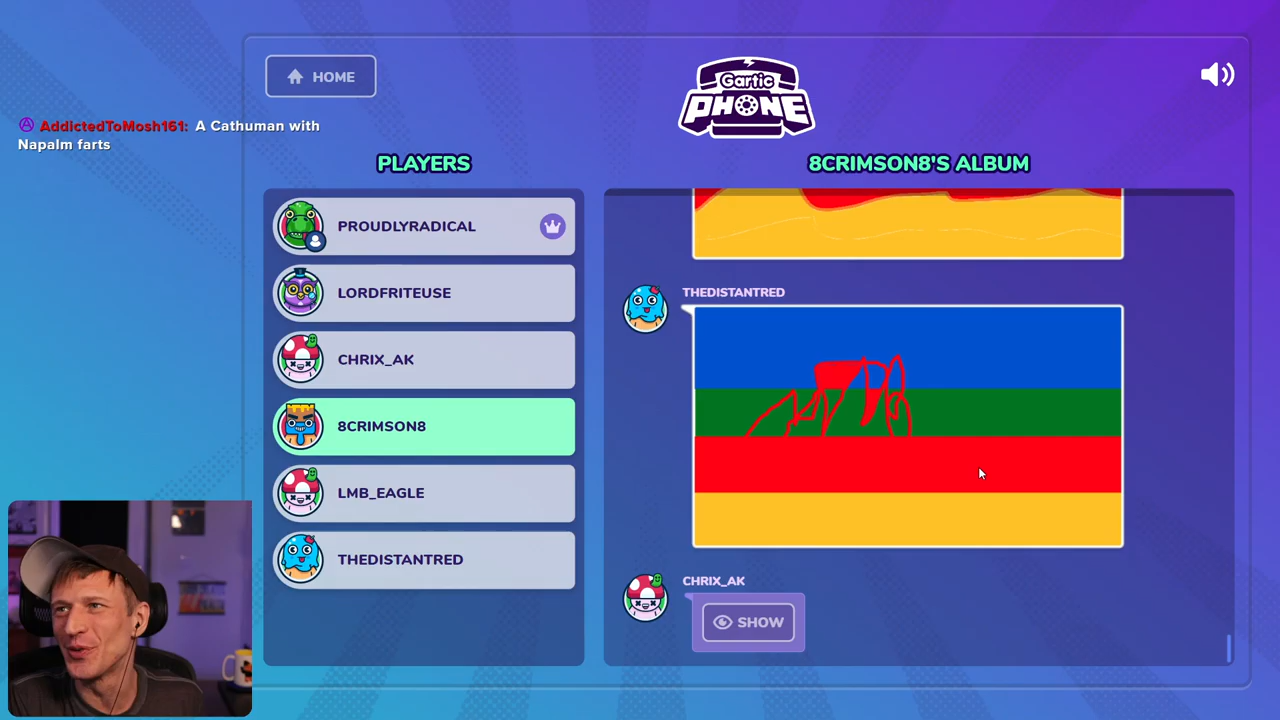 HOME
Gartic
PHONE
AddictedToMosh161: A Cathuman with
Napalm farts
PLAYERS
8CRIMSON8'S ALBUM
PROUDLYRADICAL
LORDFRITEUSE
CHRIX_AK
8CRIMSON8
LMB_EAGLE
THEDISTANTRED
THEDISTANTRED
CHRIX_AK
SHOW